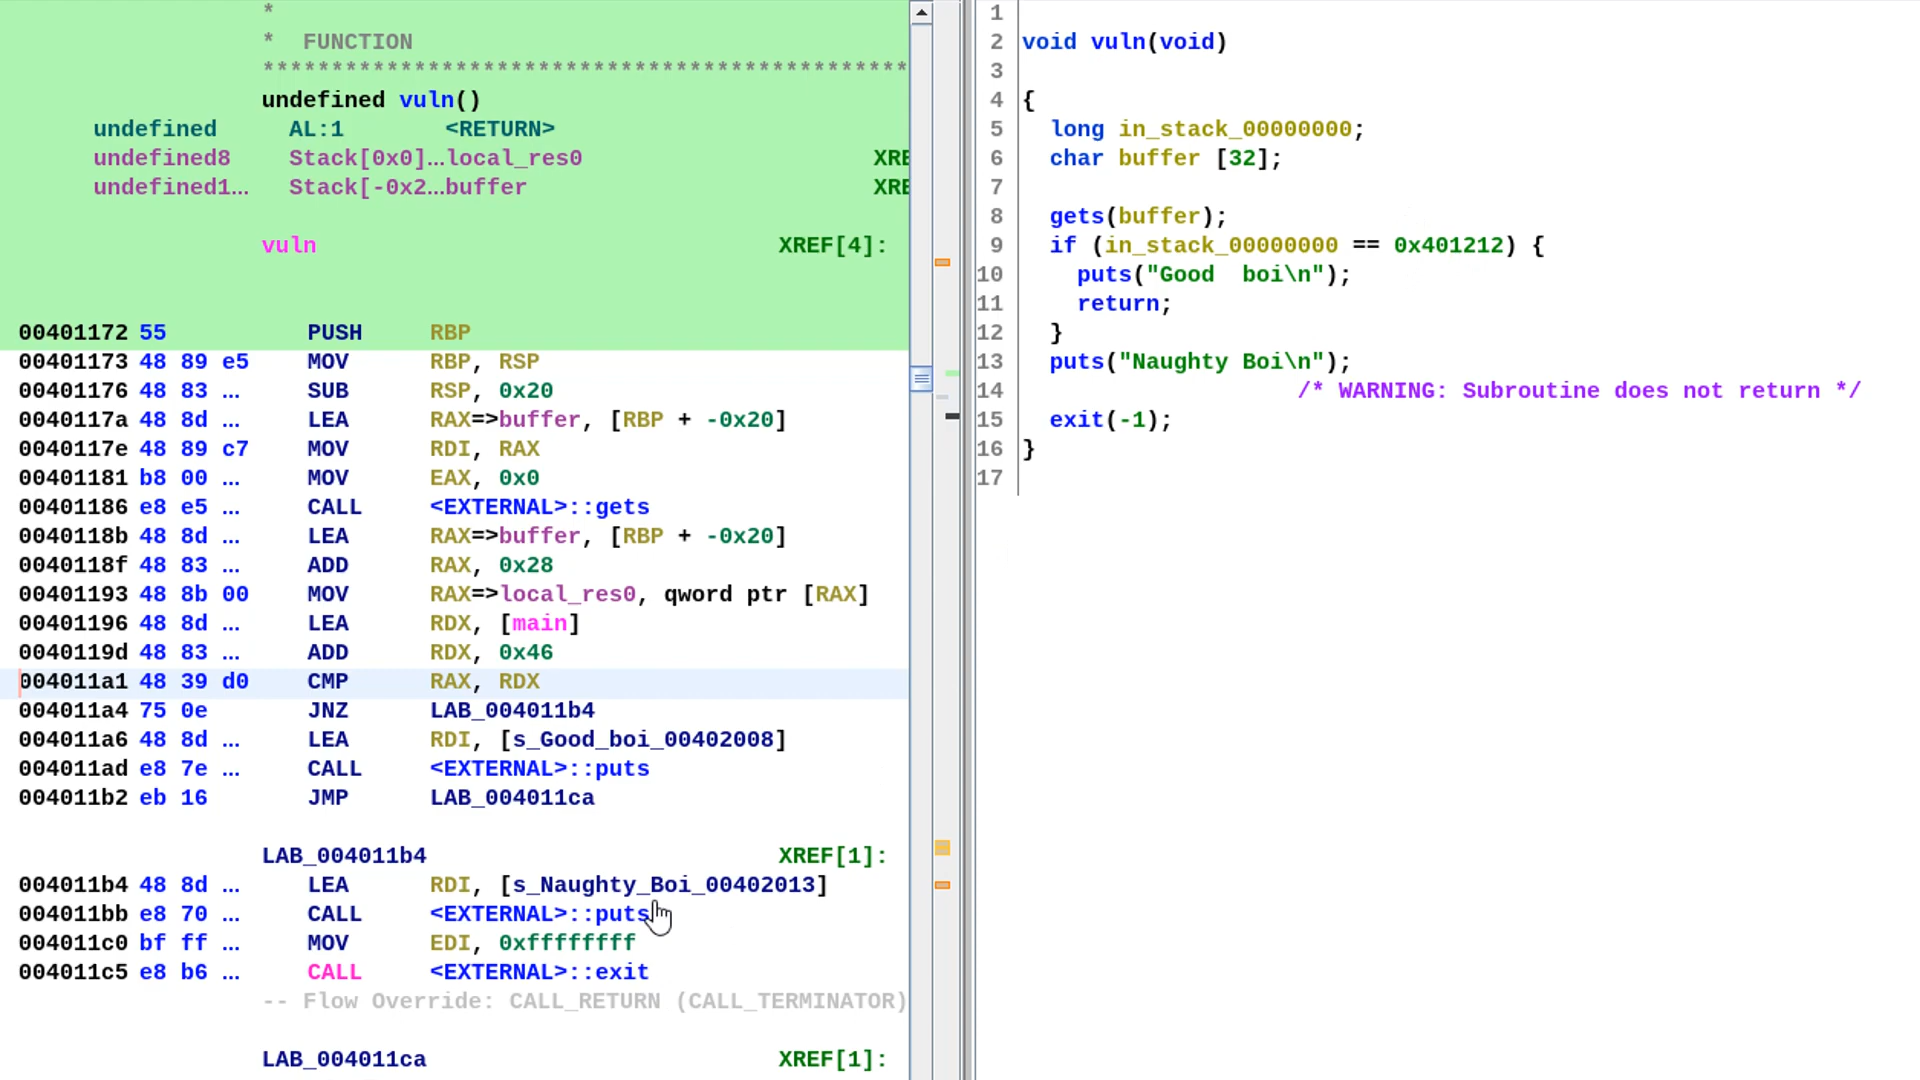 *
* FUNCTION
***********************************************
undefined vuln()
undefined AL:1 <RETURN>
undefined8 Stack[0x0]...local_res0 XRE
undefined1... Stack[-0x2...buffer XRE
vuln XREF[4]:
00401172 55 PUSH RBP
00401173 48 89 e5 MOV RBP, RSP
00401176 48 83 ... SUB RSP, 0x20
0040117a 48 8d ... LEA RAX=>buffer, [RBP + -0x20]
0040117e 48 89 c7 MOV RDI, RAX
00401181 b8 00 ... MOV EAX, 0x0
00401186 e8 e5 ... CALL <EXTERNAL>::gets
0040118b 48 8d ... LEA RAX=>buffer, [RBP + -0x20]
0040118f 48 83 ... ADD RAX, 0x28
00401193 48 8b 00 MOV RAX=>local_res0, qword ptr [RAX]
00401196 48 8d ... LEA RDX, [main]
0040119d 48 83 ... ADD RDX, 0x46
004011a1 48 39 d0 CMP RAX, RDX
004011a4 75 0e JNZ LAB_004011b4
004011a6 48 8d ... LEA RDI, [s_Good_boi_00402008]
004011ad e8 7e ... CALL <EXTERNAL>::puts
004011b2 eb 16 JMP LAB_004011ca
LAB_004011b4 XREF[1]:
004011b4 48 8d ... LEA RDI, [s_Naughty_Boi_00402013]
004011bb e8 70 ... CALL <EXTERNAL>::puts
004011c0 bf ff ... MOV EDI, 0xffffffff
004011c5 e8 b6 ... CALL <EXTERNAL>::exit
-- Flow Override: CALL_RETURN (CALL_TERMINATOR)
LAB_004011ca XREF[1]:
1
2 void vuln(void)
3
4 {
5 long in_stack_00000000;
6 char buffer [32];
7
8 gets(buffer);
9 if (in_stack_00000000 == 0x401212) {
10 puts("Good  boi\n");
11 return;
12 }
13 puts("Naughty Boi\n");
14 /* WARNING: Subroutine does not return */
15 exit(-1);
16 }
17